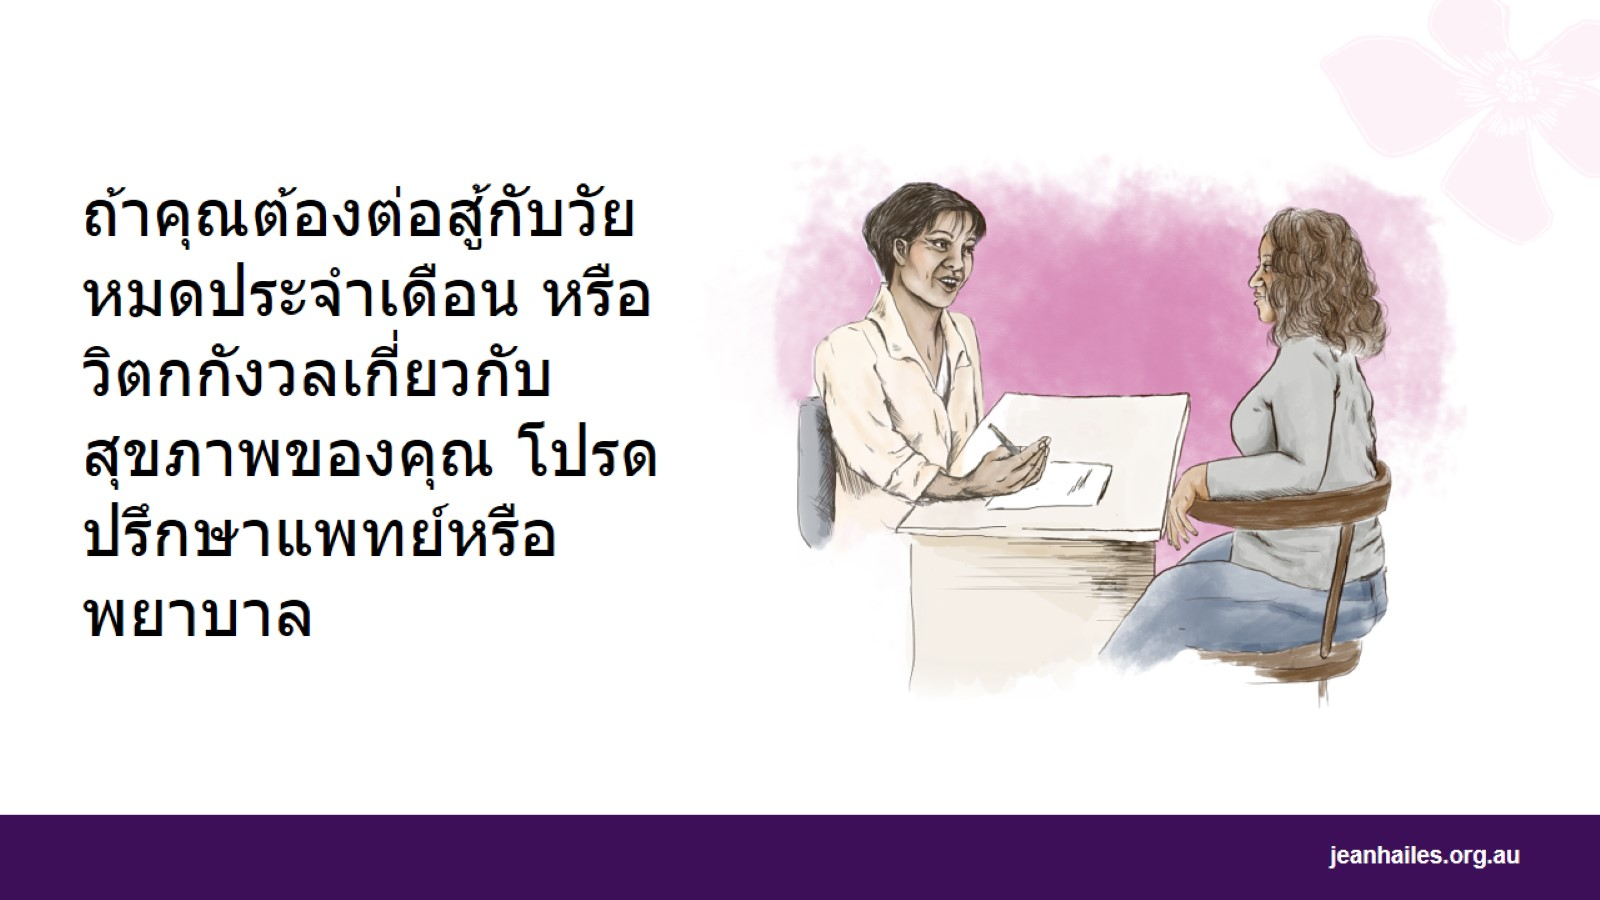 ถ้าคุณต้องต่อสู้กับวัย
หมดประจำเดือน หรือ
วิตกกังวลเกี่ยวกับ
สุขภาพของคุณ โปรด
ปรึกษาแพทย์หรือ
พยาบาล
jeanhailes.org.au